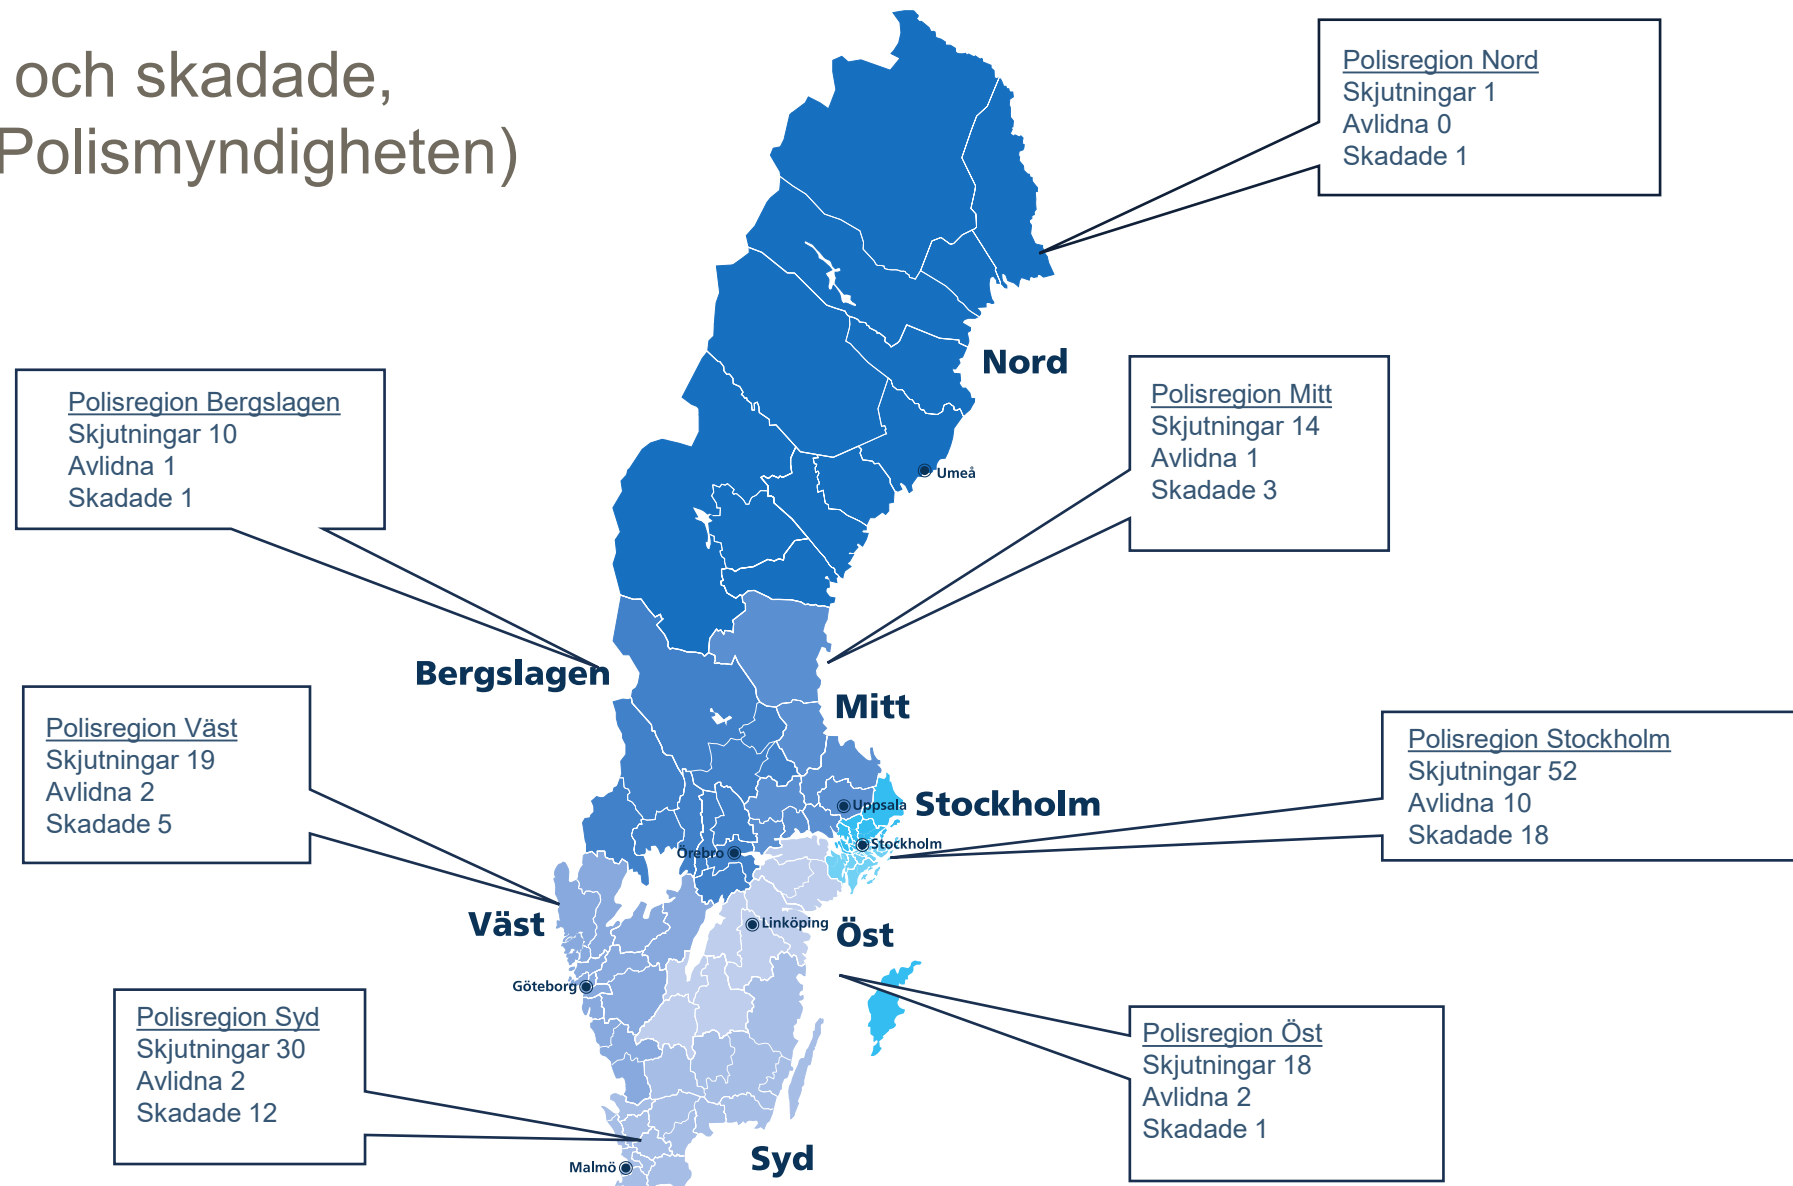 och skadade,
Polismyndigheten)
Polisregion Nord
Skjutningar 1
Avlidna 0
Skadade 1
Nord
Polisregion Bergslagen
Skjutningar 10
Avlidna 1
Skadade 1
Polisregion Mitt
Skjutningar 14
Avlidna 1
Skadade 3
Umeå
Bergslagen
Mitt
Polisregion Väst
Skjutningar 19
Avlidna 2
Skadade 5
Polisregion Stockholm
Skjutningar 52
Avlidna 10
Skadade 18
Uppsala
Stockholm
Stockholm
Örebro
Väst
Linköping
Öst
Göteborg
Polisregion Syd
Skjutningar 30
Avlidna 2
Skadade 12
Polisregion Öst
Skjutningar 18
Avlidna 2
Skadade 1
Malmö
Syd